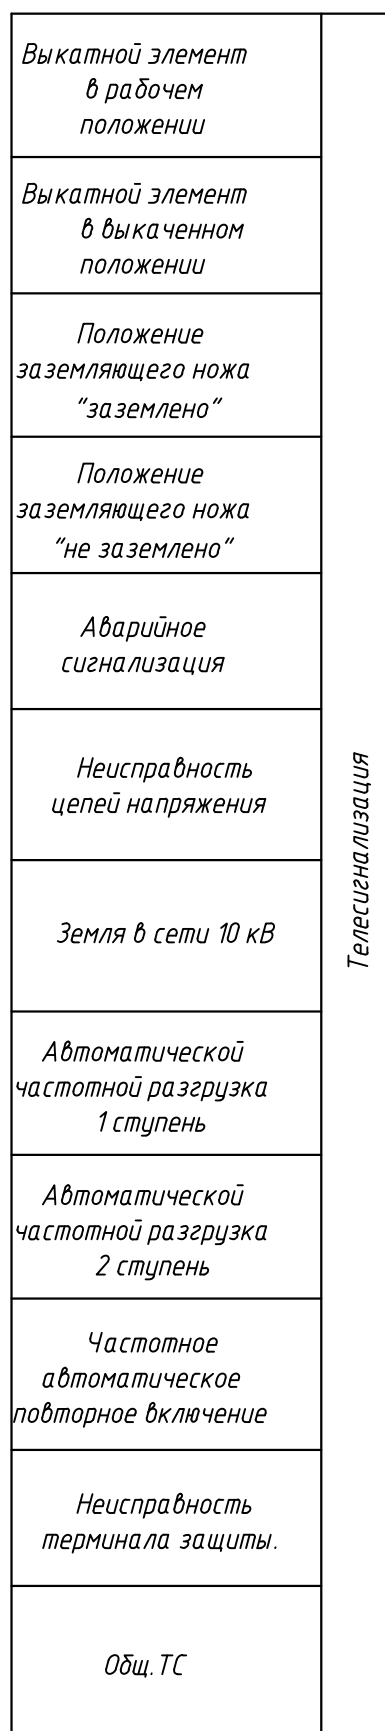 Выкатной элемент
в рабочем
положении
Выкатной элемент
в выкаченном
положении
Положение
заземляющего ножа
"заземлено"
Положение
заземляющего ножа
"не заземлено"
Аварийное
сигнализация
Неисправность
цепей напряжения
Земля в сети 10 кВ
Автоматической
частотной разгрузка
1 ступень
Автоматической
частотной разгрузка
2 ступень
Частотное
автоматическое
повторное включение
Неисправность
терминала защиты.
Общ. ТС
Телесигнализация